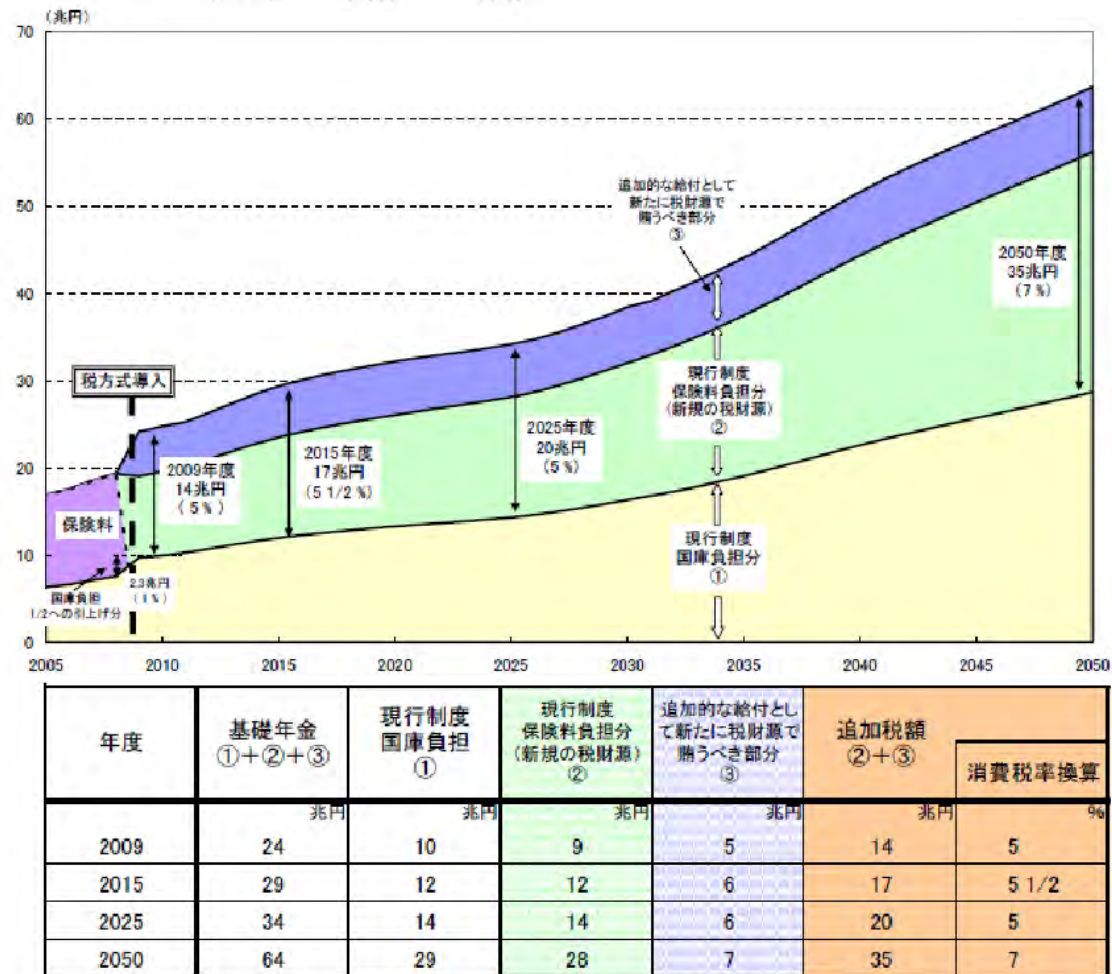 (兆円)
70
60
50
40
30
20
10
0
追加的な給付として
新たに税財源で
賄うべき部分
③
2050年度
35兆円
(7%)
税方式導入
現行制度
保険料負担分
(新規の税財源)
②
2025年度
20兆円
(5%)
2015年度
17兆円
(5 1/2%)
2009年度
14兆円
(5%)
保険料
現行制度
国庫負担分
①
国庫負担
1/2への引上げ分
2.3兆円
(1%)
2005 2010 2015 2020 2025 2030 2035 2040 2045 2050
年度
基礎年金
①+②+③
現行制度
国庫負担
①
現行制度
保険料負担分
(新規の税財源)
②
追加的な給付とし
て新たに税財源で
賄うべき部分
③
追加税額
②+③
消費税率換算
兆円 兆円 兆円 兆円 兆円 %
2009 24 10 9 5 14 5
2015 29 12 12 6 17 5 1/2
2025 34 14 14 6 20 5
2050 64 29 28 7 35 7